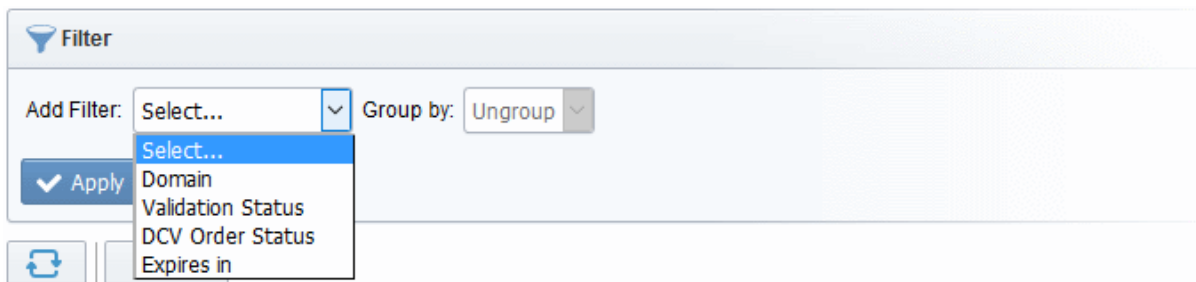 Filter
Add Filter: Select... Group by: Ungroup
Select...
Domain
Apply
Validation Status
DCV Order Status
Expires in